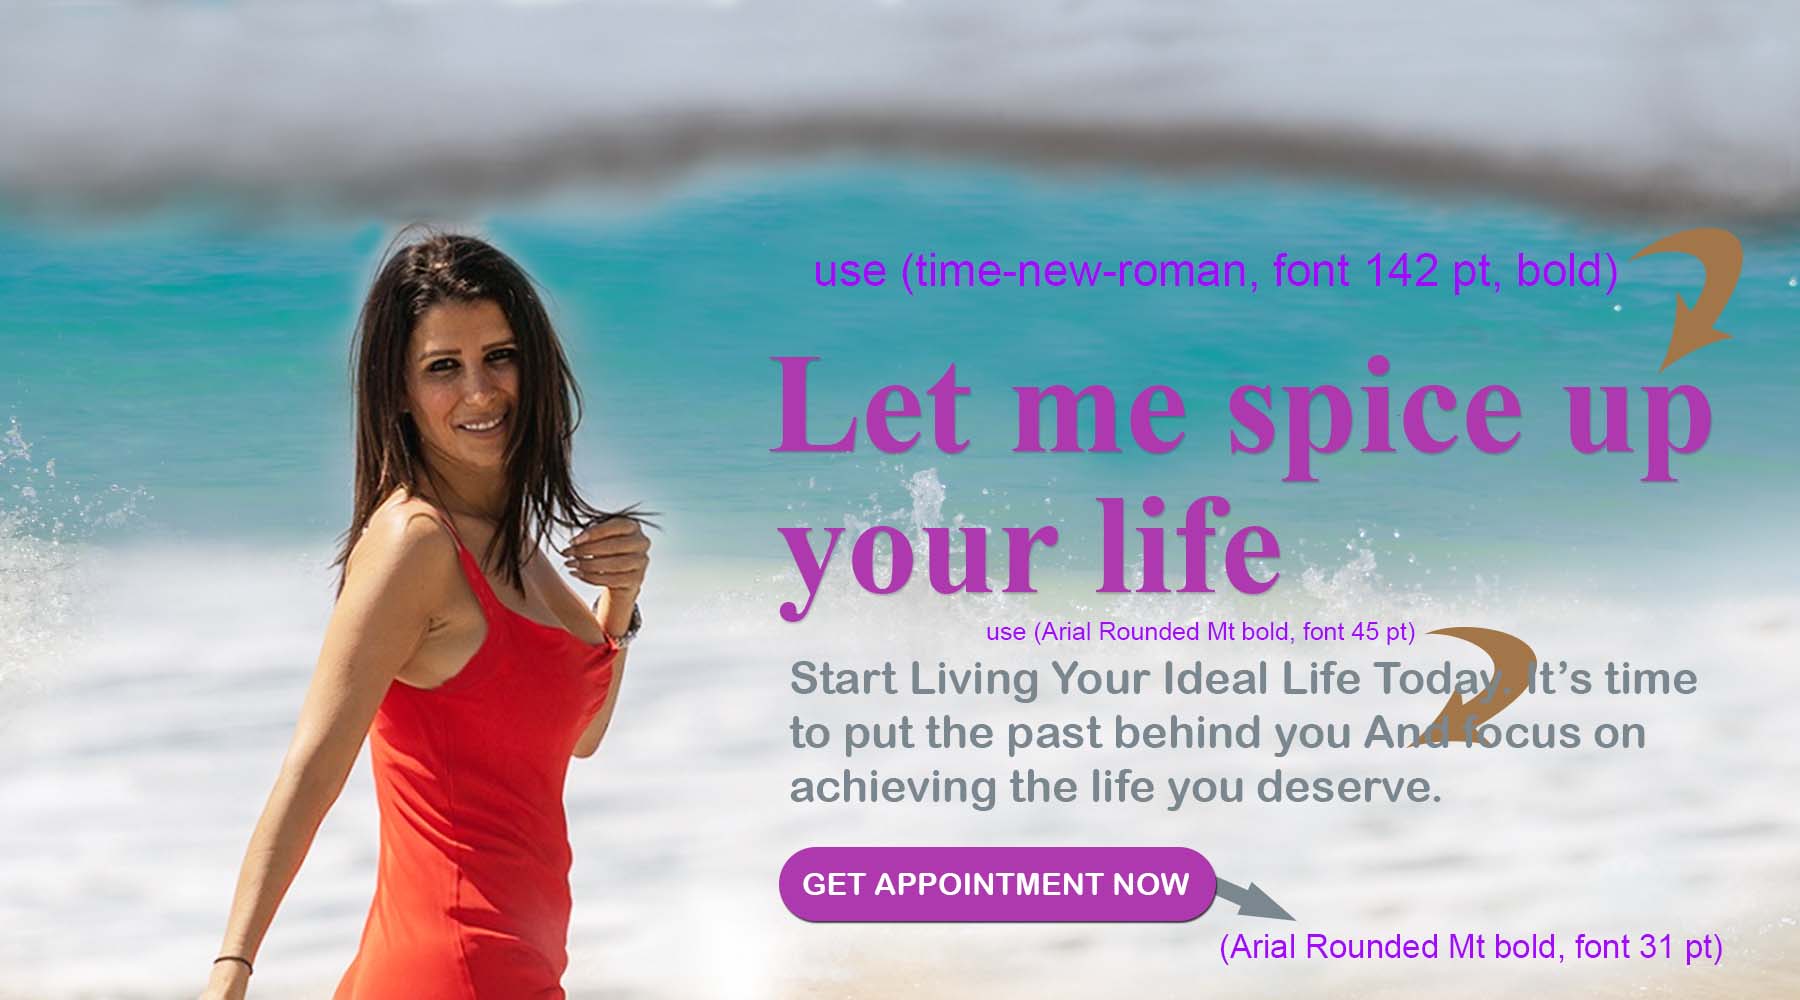 use (time-new-roman, font 142 pt, bold)
Let me spice up
your life
use (Arial Rounded Mt bold, font 45 pt)
Start Living Your Ideal Life Today. It’s time
to put the past behind you And focus on
achieving the life you deserve.
GET APPOINTMENT NOW
(Arial Rounded Mt bold, font 31 pt)